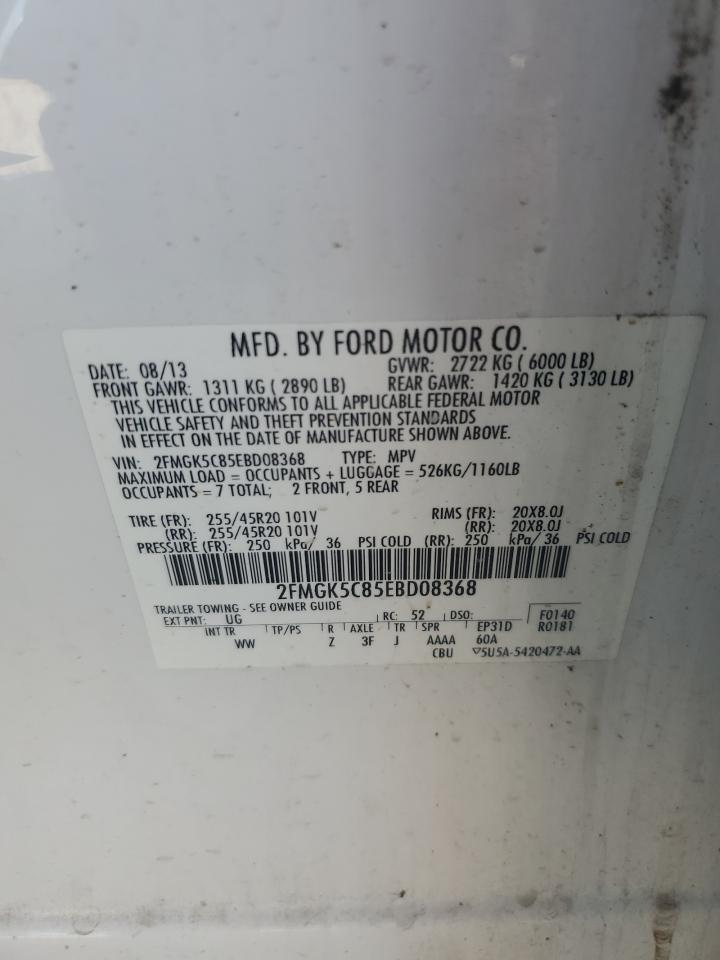 MFD. BY FORD MOTOR CO.
DATE: 08/13 GVWR: 2722 KG ( 6000 LB)
FRONT GAWR: 1311 KG ( 2890 LB) REAR GAWR: 1420 KG ( 3130 LB)
THIS VEHICLE CONFORMS TO ALL APPLICABLE FEDERAL MOTOR
VEHICLE SAFETY AND THEFT PREVENTION STANDARDS
IN EFFECT ON THE DATE OF MANUFACTURE SHOWN ABOVE.
VIN: 2FMGK5C85EBD08368 TYPE: MPV
MAXIMUM LOAD = OCCUPANTS + LUGGAGE = 526KG/1160LB
OCCUPANTS = 7 TOTAL; 2 FRONT, 5 REAR
TIRE (FR): 255/45R20 101V RIMS (FR): 20X8.0J
(RR): 255/45R20 101V (RR): 20X8.0J
PRESSURE (FR): 250 kPa/ 36 PSI COLD (RR): 250 kPa/ 36 PSI COLD
2FMGK5C85EBD08368
TRAILER TOWING - SEE OWNER GUIDE
EXT PNT: UG RC: 52 DSO: F0140
INT TR TP/PS R AXLE TR SPR EP31D R0181
WW Z 3F J AAAA 60A
CBU ▽5U5A-5420472-AA